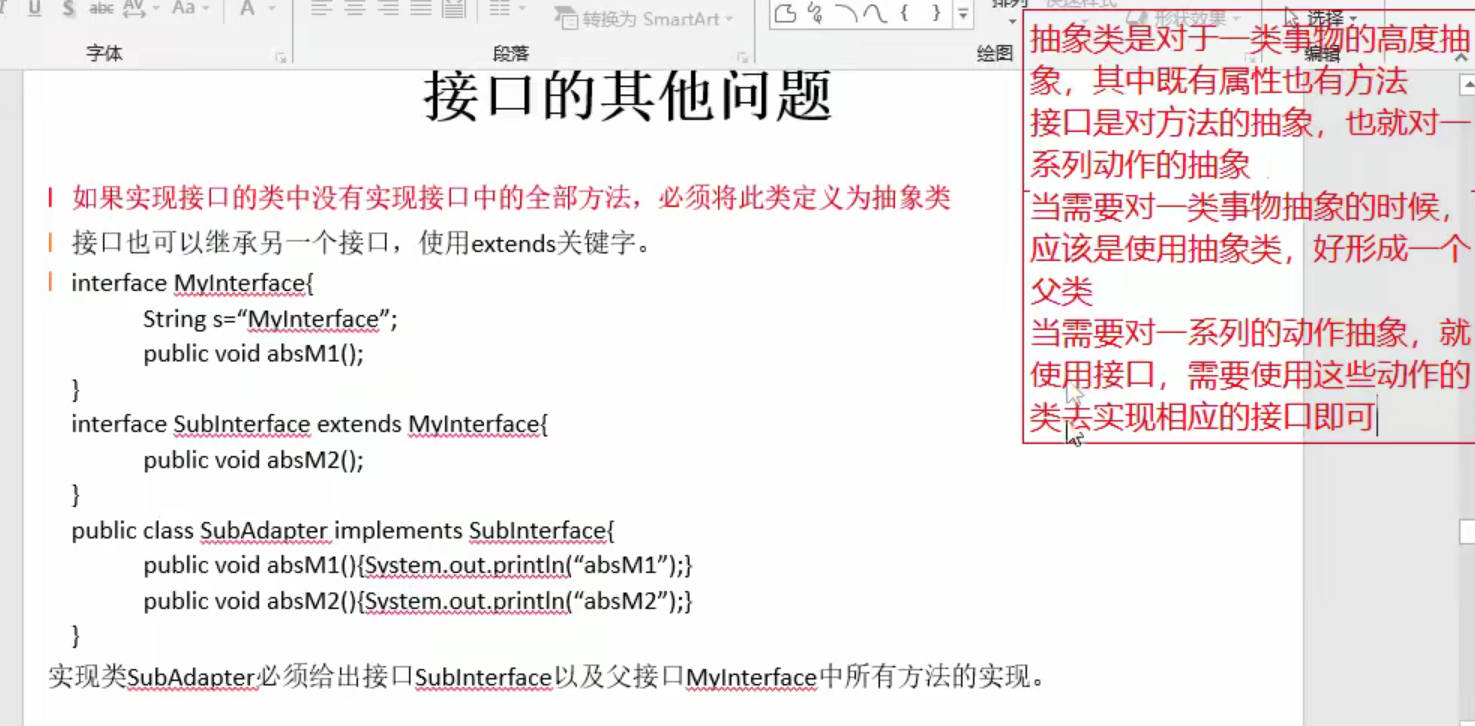 U S abc AV Aa A
转换为 SmartArt
选择
形状效果
字体
段落
绘图
编辑
接口的其他问题
如果实现接口的类中没有实现接口中的全部方法，必须将此类定义为抽象类
接口也可以继承另一个接口，使用extends关键字。
interface MyInterface{
String s=“MyInterface”;
public void absM1();
}
interface SubInterface extends MyInterface{
public void absM2();
}
public class SubAdapter implements SubInterface{
public void absM1(){System.out.println(“absM1”);}
public void absM2(){System.out.println(“absM2”);}
}
实现类SubAdapter必须给出接口SubInterface以及父接口MyInterface中所有方法的实现。
抽象类是对于一类事物的高度抽
象，其中既有属性也有方法
接口是对方法的抽象，也就对一
系列动作的抽象
当需要对一类事物抽象的时候，
应该是使用抽象类，好形成一个
父类
当需要对一系列的动作抽象，就
使用接口，需要使用这些动作的
类去实现相应的接口即可